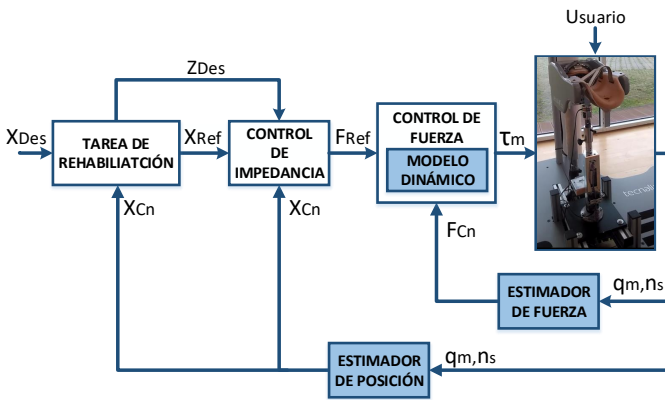 Usuario
ZDes
XDes
TAREA DE
REHABILIATCIÓN
XRef
CONTROL
DE
IMPEDANCIA
FRef
CONTROL DE
FUERZA
MODELO
DINÁMICO
τm
XCn
XCn
FCn
ESTIMADOR
DE FUERZA
qm,ns
ESTIMADOR
DE POSICIÓN
qm,ns